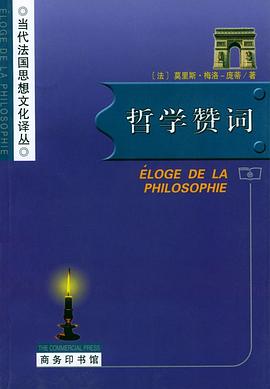 ÉLOGE DE LA PHILOSOPHIE
◎当代法国思想文化译丛◎
〔法〕莫里斯·梅洛-庞蒂/著
哲学赞词
ÉLOGE DE LA
PHILOSOPHIE
THE COMMERCIAL PRESS
商务印书馆